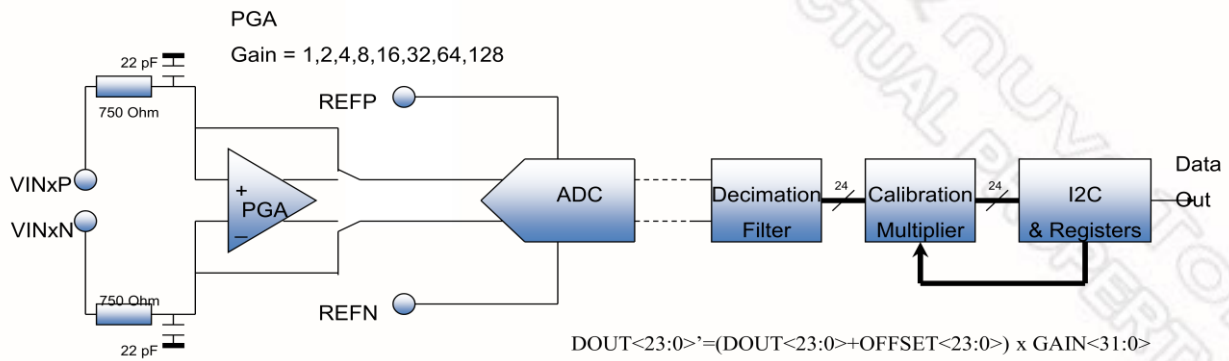 PGA
Gain = 1,2,4,8,16,32,64,128
22 pF
750 Ohm
REFP
VINxP
VINxN
+
PGA
–
ADC
Decimation
Filter
24
Calibration
Multiplier
24
I2C
& Registers
Data
Out
750 Ohm
22 pF
REFN
DOUT<23:0>’=(DOUT<23:0>+OFFSET<23:0>) x GAIN<31:0>